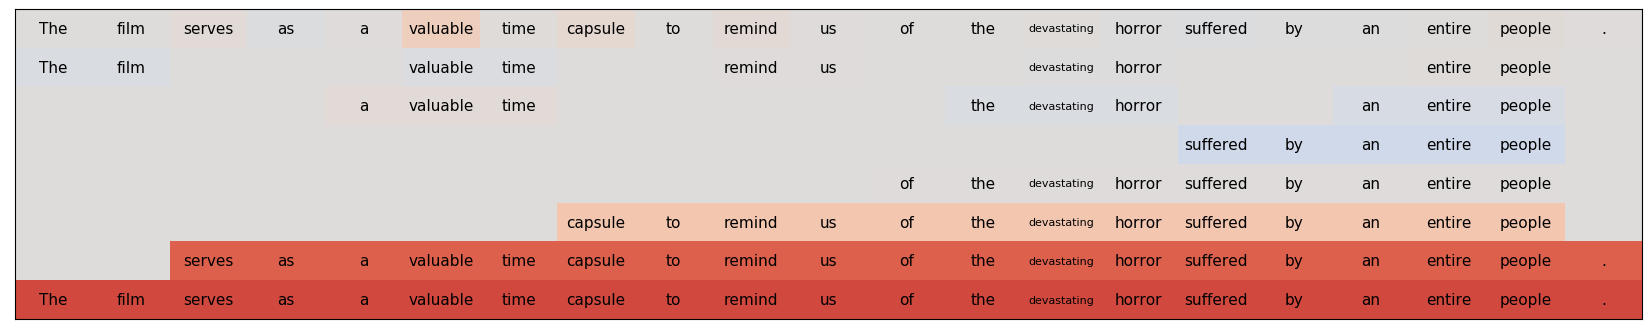 The film serves as a valuable time capsule to remind us of the devastating horror suffered by an entire people .
The film valuable time remind us devastating horror entire people
a valuable time the devastating horror an entire people
suffered by an entire people
of the devastating horror suffered by an entire people
capsule to remind us of the devastating horror suffered by an entire people
serves as a valuable time capsule to remind us of the devastating horror suffered by an entire people .
The film serves as a valuable time capsule to remind us of the devastating horror suffered by an entire people .